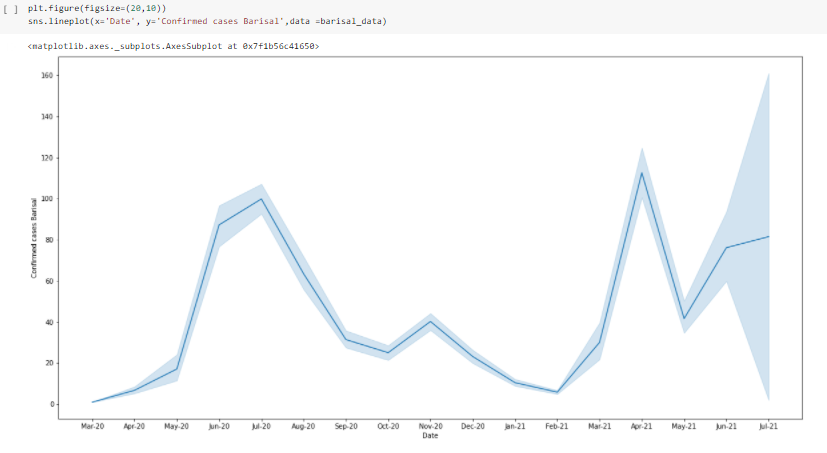 [ ] plt.figure(figsize=(20,10))
sns.lineplot(x='Date', y='Confirmed cases Barisal',data =barisal_data)
<matplotlib.axes._subplots.AxesSubplot at 0x7f1b56c41650>
160
140
120
100
80
60
40
20
0
Confirmed cases Barisal
Mar-20 Apr-20 May-20 Jun-20 Jul-20 Aug-20 Sep-20 Oct-20 Nov-20 Dec-20 Jan-21 Feb-21 Mar-21 Apr-21 May-21 Jun-21 Jul-21
Date